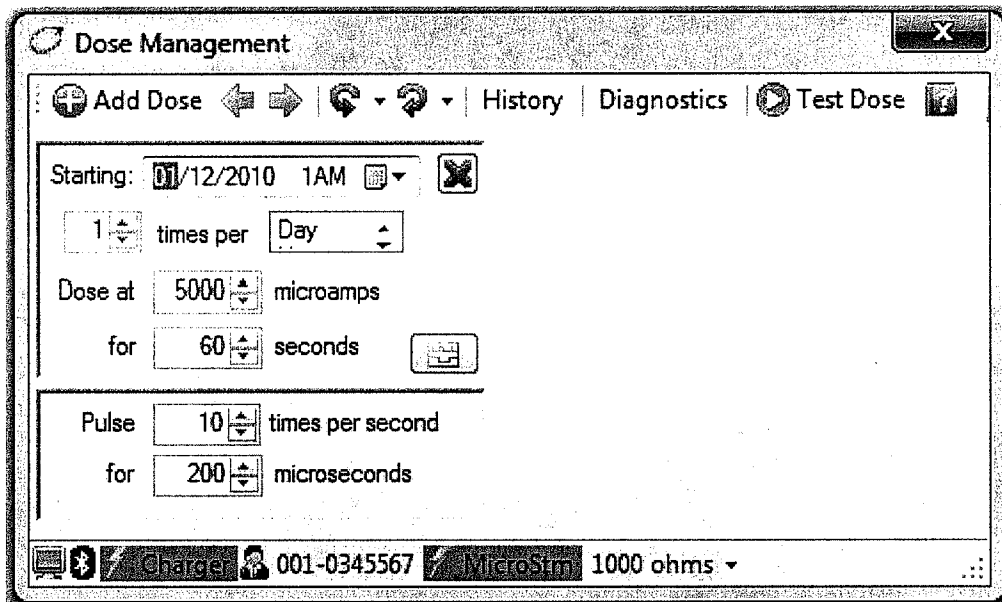 Dose Management
Add Dose History Diagnostics Test Dose ?
Starting: 01/12/2010 1AM
1 times per Day
Dose at 5000 microamps
for 60 seconds
Pulse 10 times per second
for 200 microseconds
Charger 001-0345567 MicroStim 1000 ohms